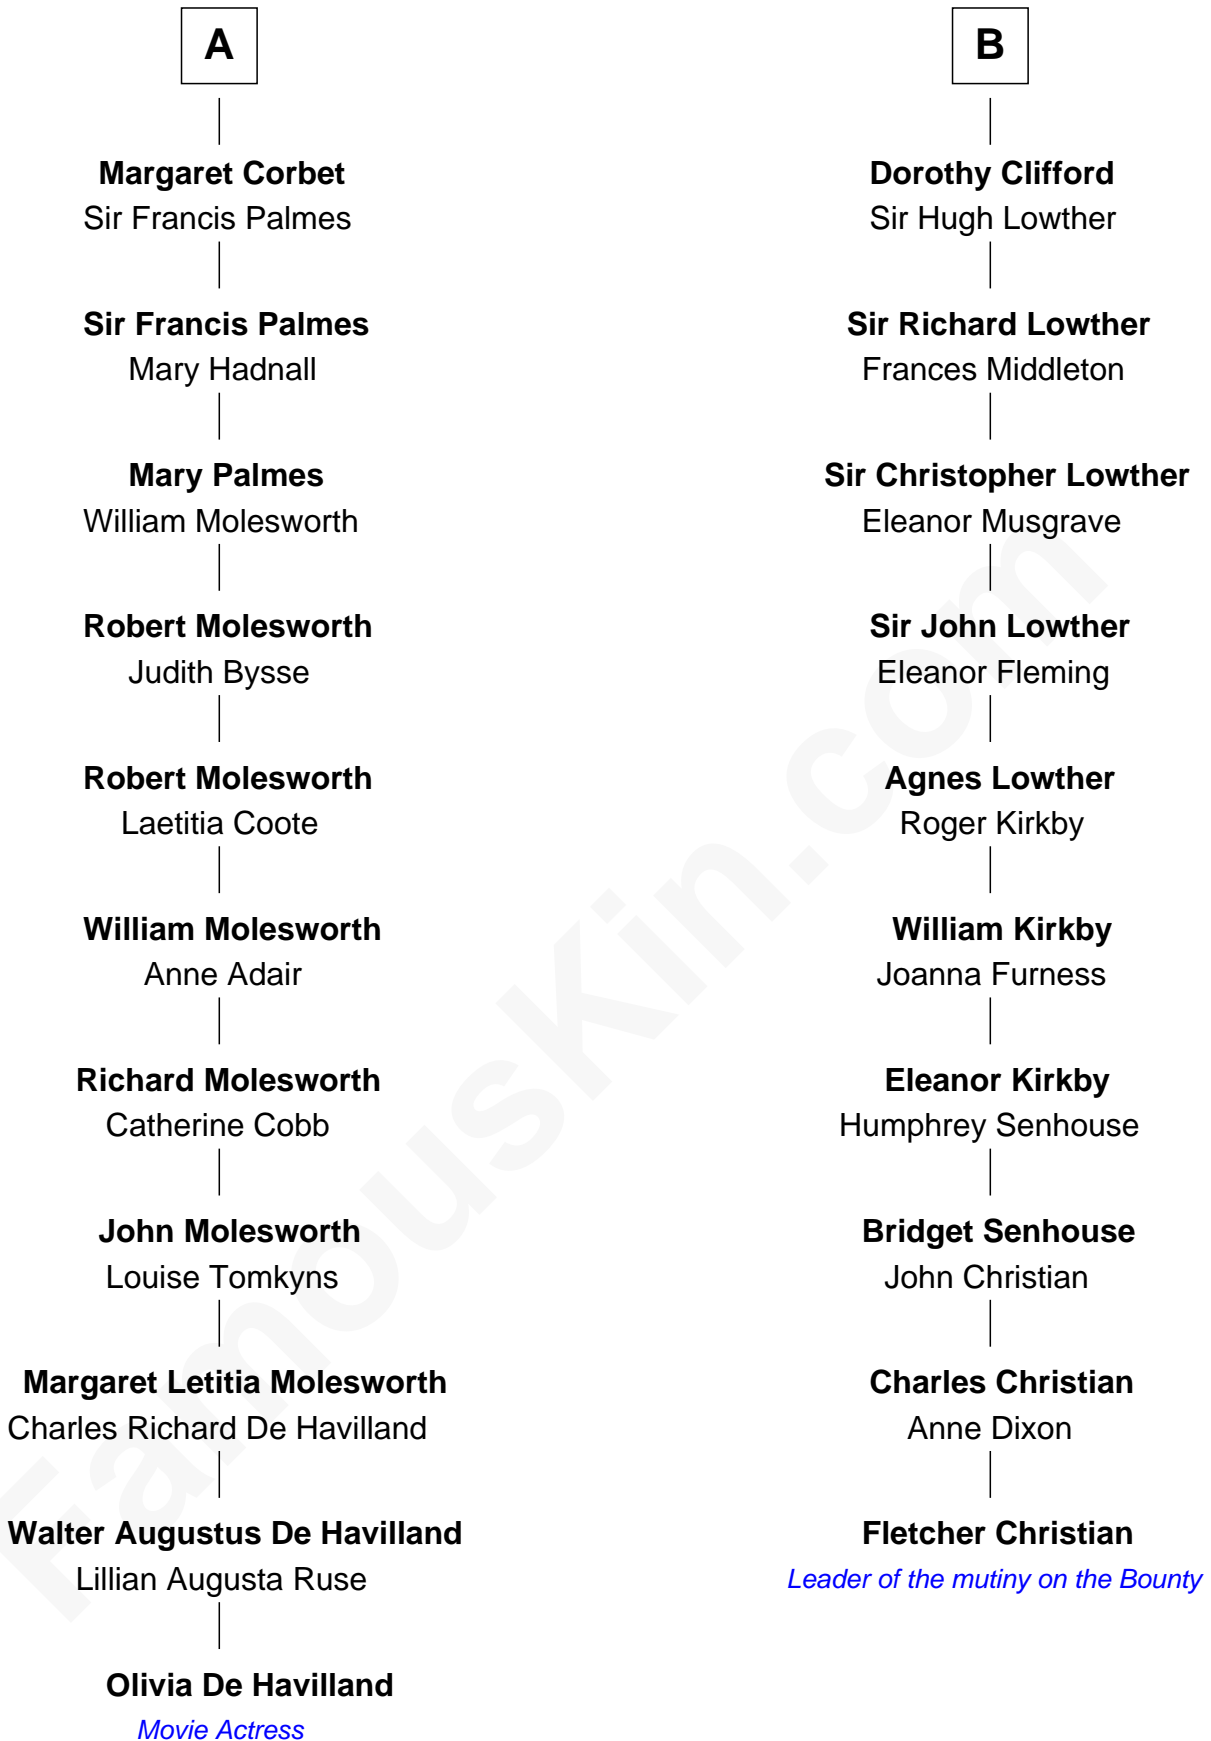 A
Margaret Corbet
Sir Francis Palmes
Sir Francis Palmes
Mary Hadnall
Mary Palmes
William Molesworth
Robert Molesworth
Judith Bysse
Robert Molesworth
Laetitia Coote
William Molesworth
Anne Adair
Richard Molesworth
Catherine Cobb
John Molesworth
Louise Tomkyns
Margaret Letitia Molesworth
Charles Richard De Havilland
Walter Augustus De Havilland
Lillian Augusta Ruse
Olivia De Havilland
Movie Actress
B
Dorothy Clifford
Sir Hugh Lowther
Sir Richard Lowther
Frances Middleton
Sir Christopher Lowther
Eleanor Musgrave
Sir John Lowther
Eleanor Fleming
Agnes Lowther
Roger Kirkby
William Kirkby
Joanna Furness
Eleanor Kirkby
Humphrey Senhouse
Bridget Senhouse
John Christian
Charles Christian
Anne Dixon
Fletcher Christian
Leader of the mutiny on the Bounty
FamousKin.com